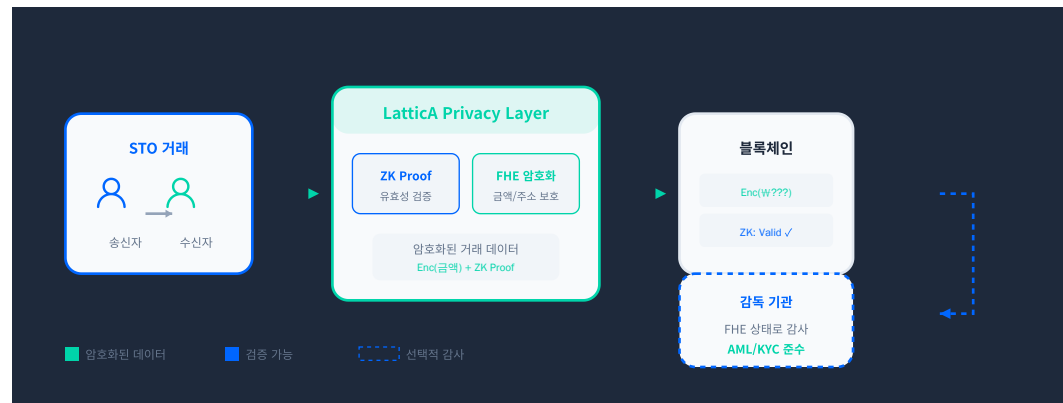 STO 거래
송신자
수신자
LatticA Privacy Layer
ZK Proof
유효성 검증
FHE 암호화
금액/주소 보호
암호화된 거래 데이터
Enc(금액) + ZK Proof
블록체인
Enc(₩???)
ZK: Valid ✓
감독 기관
FHE 상태로 감사
AML/KYC 준수
암호화된 데이터
검증 가능
선택적 감사